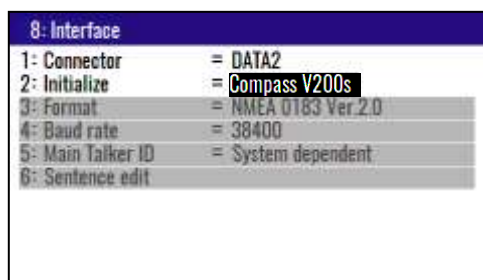 8: Interface
1: Connector = DATA2
2: Initialize = Compass V200s
3: Format = NMEA 0183 Ver.2.0
4: Baud rate = 38400
5: Main Talker ID = System dependent
6: Sentence edit